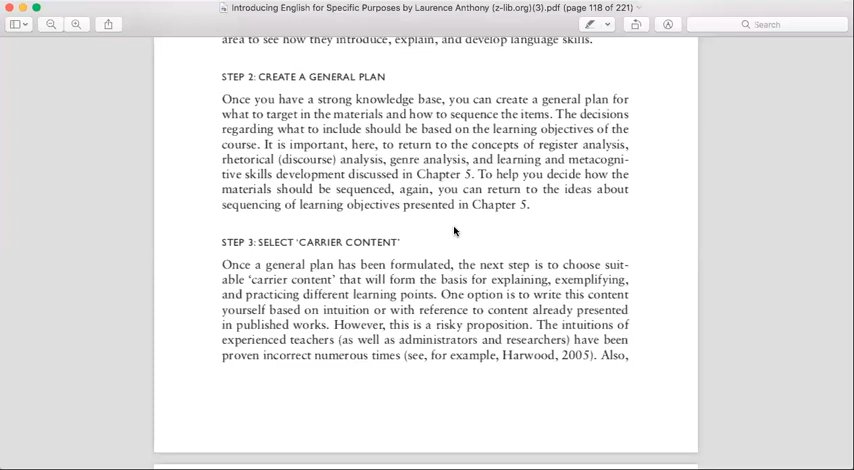 Introducing English for Specific Purposes by Laurence Anthony (z-lib.org)(3).pdf (page 118 of 221)
Search
area to see how they introduce, explain, and develop language skills.
STEP 2: CREATE A GENERAL PLAN
Once you have a strong knowledge base, you can create a general plan for
what to target in the materials and how to sequence the items. The decisions
regarding what to include should be based on the learning objectives of the
course. It is important, here, to return to the concepts of register analysis,
rhetorical (discourse) analysis, genre analysis, and learning and metacogni-
tive skills development discussed in Chapter 5. To help you decide how the
materials should be sequenced, again, you can return to the ideas about
sequencing of learning objectives presented in Chapter 5.
STEP 3: SELECT ‘CARRIER CONTENT’
Once a general plan has been formulated, the next step is to choose suit-
able ‘carrier content’ that will form the basis for explaining, exemplifying,
and practicing different learning points. One option is to write this content
yourself based on intuition or with reference to content already presented
in published works. However, this is a risky proposition. The intuitions of
experienced teachers (as well as administrators and researchers) have been
proven incorrect numerous times (see, for example, Harwood, 2005). Also,